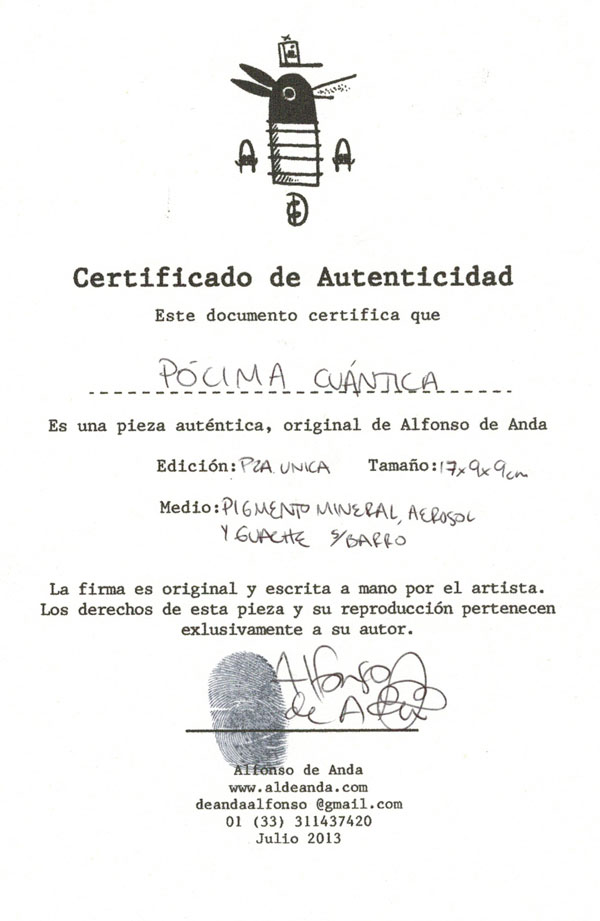 Certificado de Autenticidad
Este documento certifica que
PÓCIMA CUÁNTICA
Es una pieza auténtica, original de Alfonso de Anda
Edición: PZA. UNICA Tamaño: 17x9x9cm
Medio: PIGMENTO MINERAL, AEROSOL
Y GUACHE S/BARRO
La firma es original y escrita a mano por el artista.
Los derechos de esta pieza y su reproducción pertenecen
exlusivamente a su autor.
Alfonso
de Anda
Alfonso de Anda
www.aldeanda.com
deandaalfonso @gmail.com
01 (33) 311437420
Julio 2013